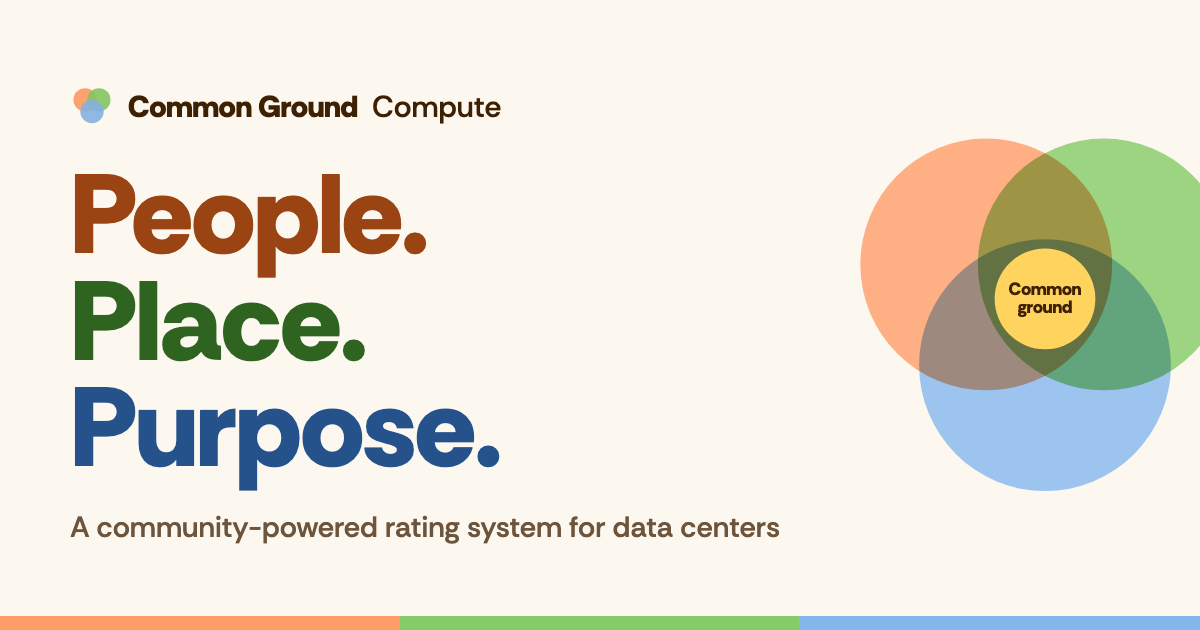 Common Ground Compute
People.
Place.
Purpose.
A community-powered rating system for data centers
Common
ground